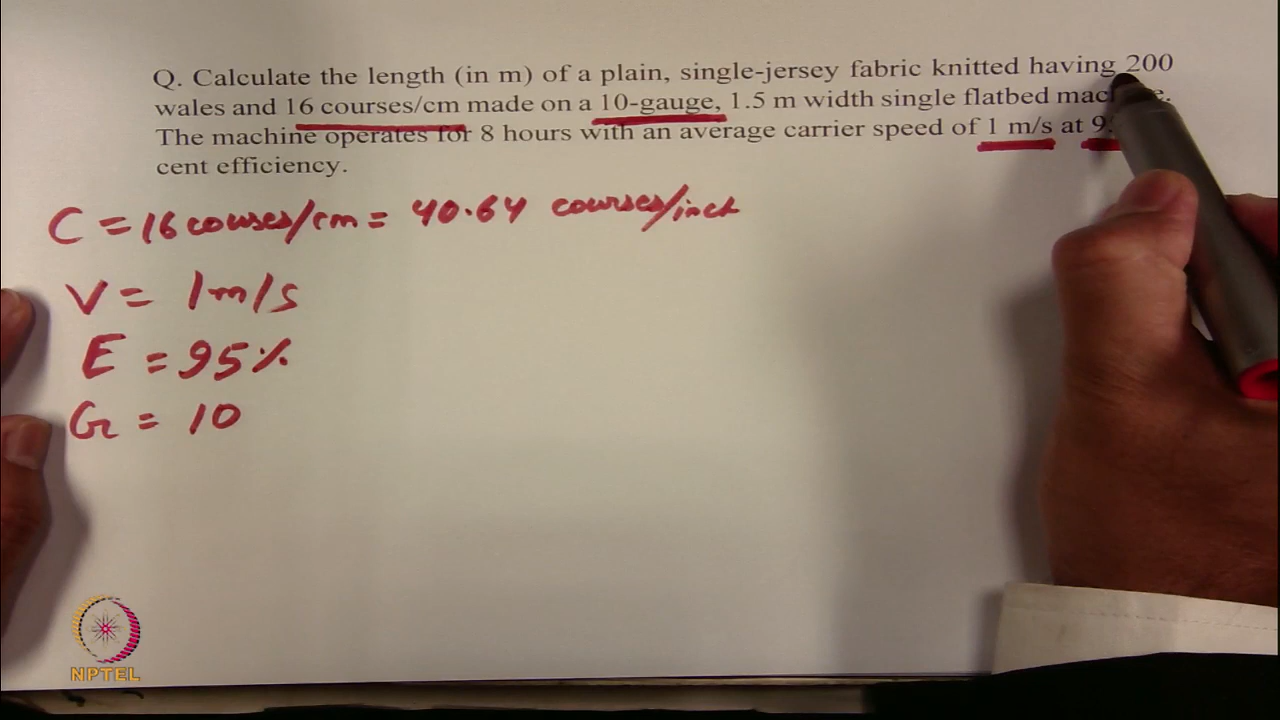 Q. Calculate the length (in m) of a plain, single-jersey fabric knitted having 200
wales and 16 courses/cm made on a 10-gauge, 1.5 m width single flatbed
The machine operates for 8 hours with an average carrier speed of 1 m/s at
cent efficiency.
C = 16 couses/cm = 40.64 courses/inch
V = 1m/s
E = 95%
G = 10
NPTEL